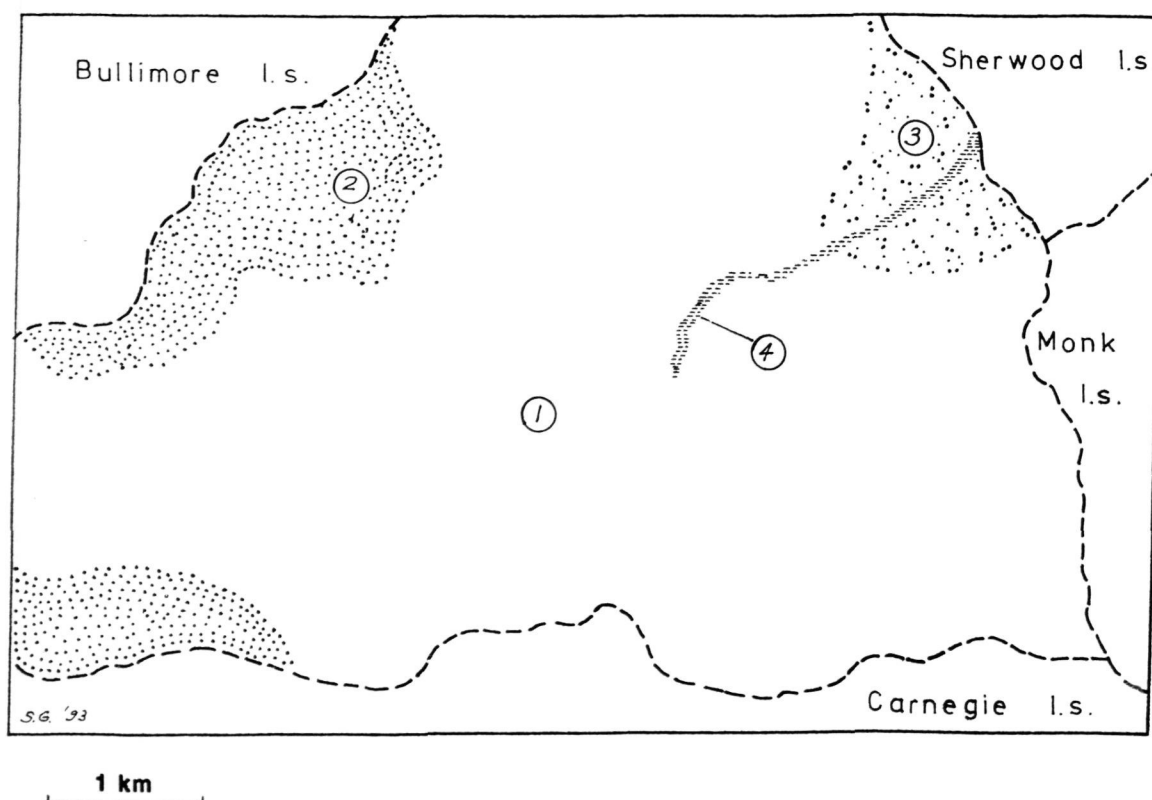 Bullimore l.s.
Sherwood l.s
3
2
Monk
l.s.
4
1
Carnegie l.s.
S.G. '93
1 km